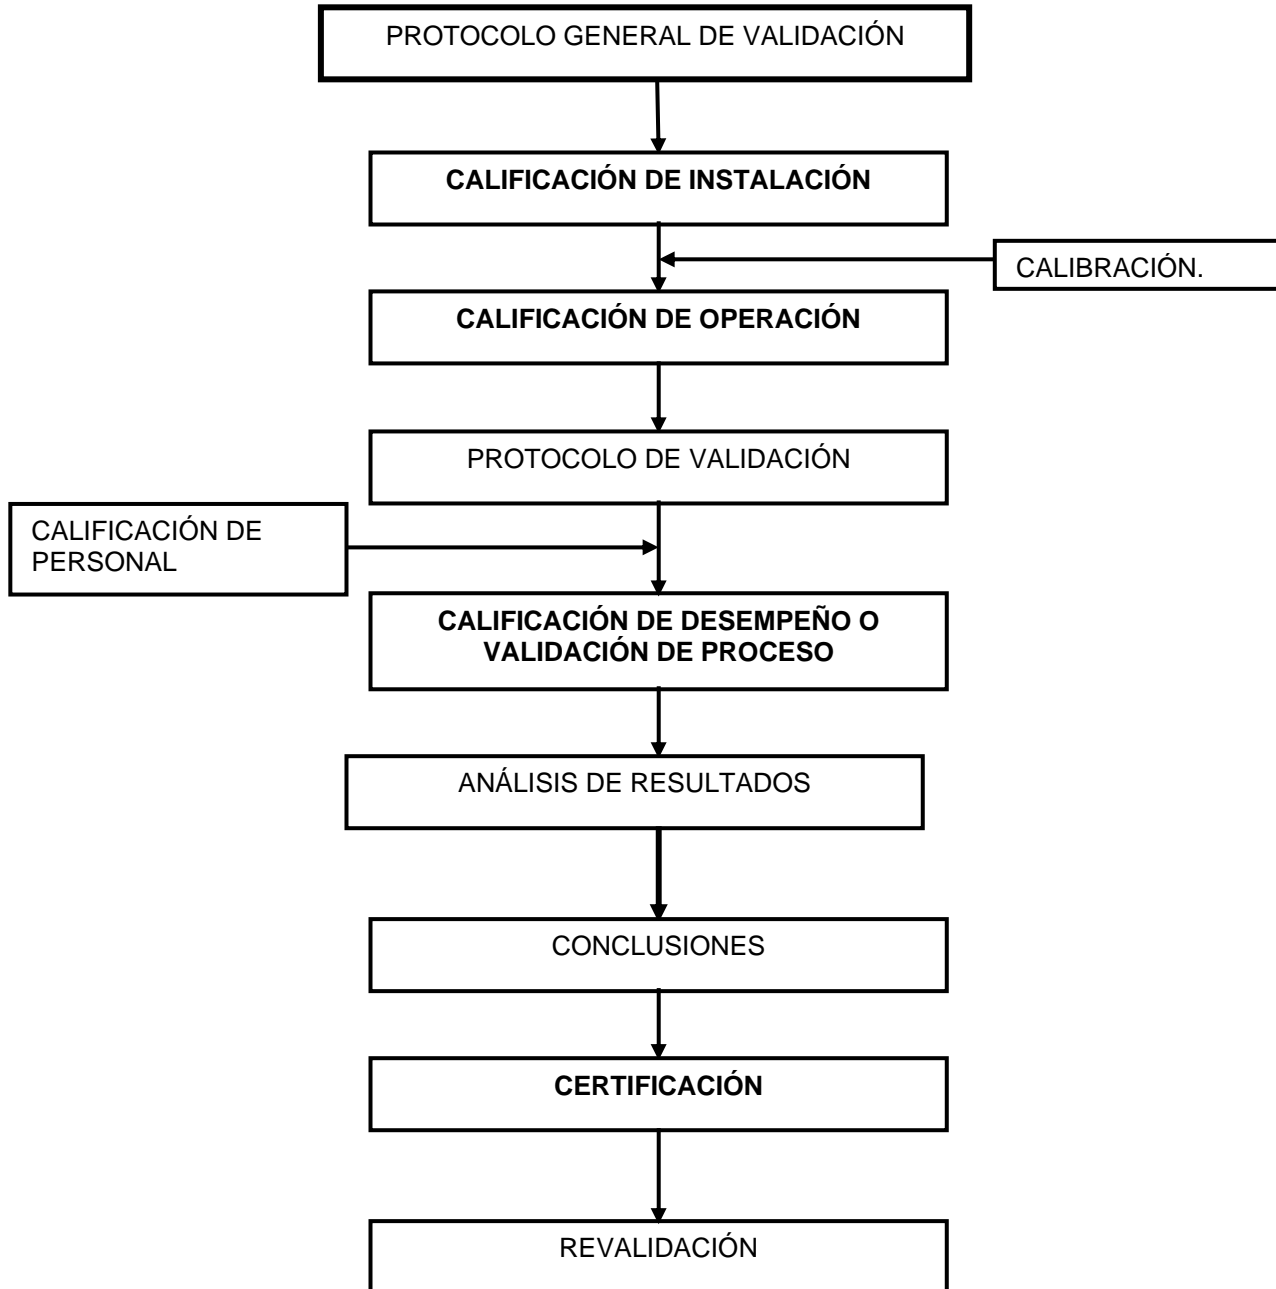 PROTOCOLO GENERAL DE VALIDACIÓN
CALIFICACIÓN DE INSTALACIÓN
CALIBRACIÓN.
CALIFICACIÓN DE OPERACIÓN
PROTOCOLO DE VALIDACIÓN
CALIFICACIÓN DE
PERSONAL
CALIFICACIÓN DE DESEMPEÑO O
VALIDACIÓN DE PROCESO
ANÁLISIS DE RESULTADOS
CONCLUSIONES
CERTIFICACIÓN
REVALIDACIÓN